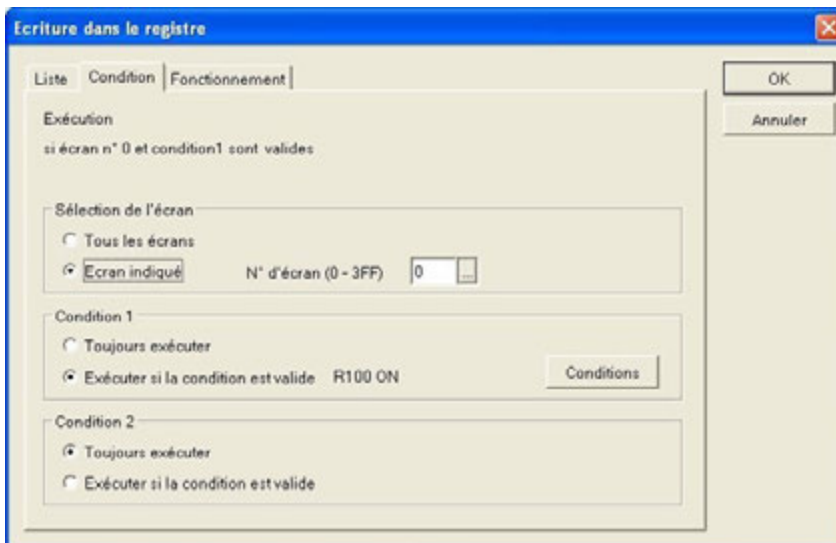 Ecriture dans le registre
Liste Condition Fonctionnement
OK
Annuler
Exécution
si écran n° 0 et condition1 sont valides
Sélection de l'écran
Tous les écrans
Ecran indiqué N° d'écran (0 - 3FF) 0 ...
Condition 1
Toujours exécuter
Exécuter si la condition est valide R100 ON Conditions
Condition 2
Toujours exécuter
Exécuter si la condition est valide